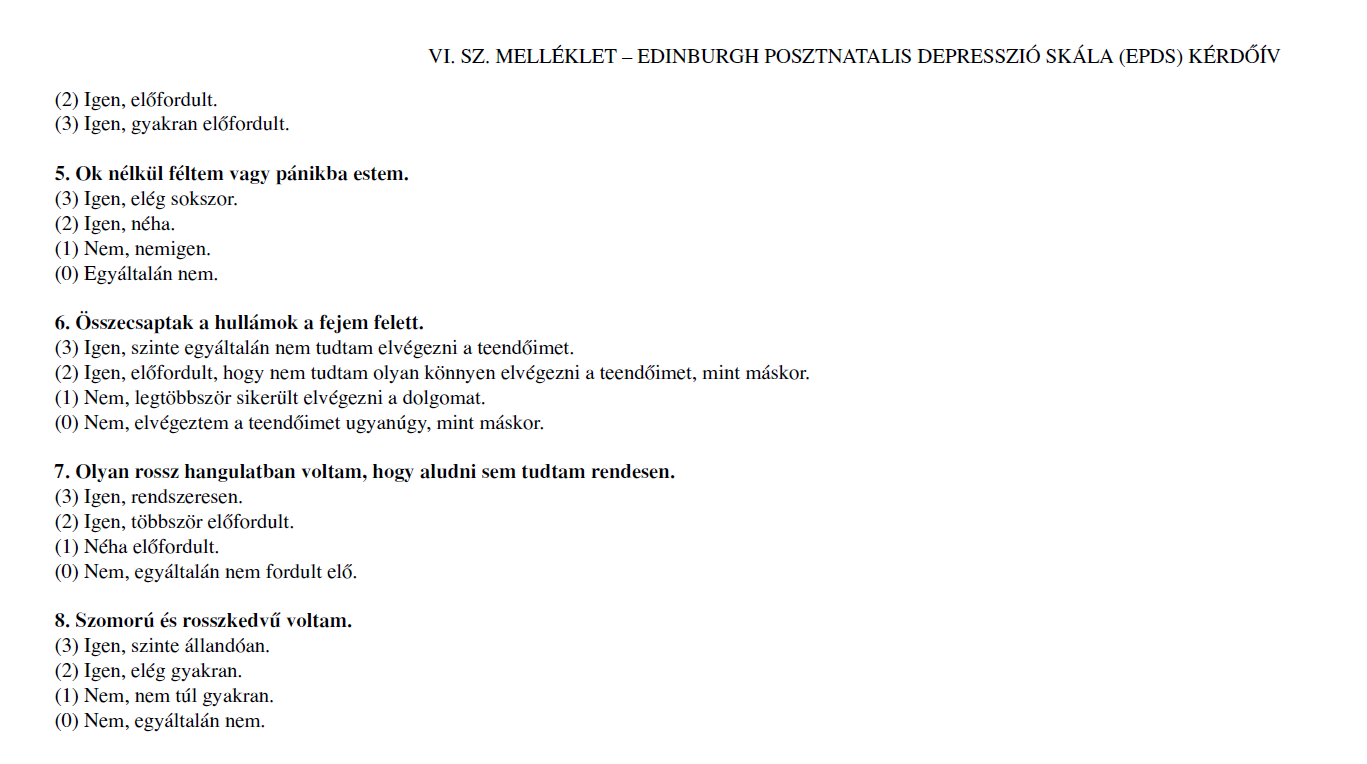 VI. SZ. MELLÉKLET – EDINBURGH POSZTNATALIS DEPRESSZIÓ SKÁLA (EPDS) KÉRDŐÍV
(2) Igen, előfordult.
(3) Igen, gyakran előfordult.
5. Ok nélkül féltem vagy pánikba estem.
(3) Igen, elég sokszor.
(2) Igen, néha.
(1) Nem, nemigen.
(0) Egyáltalán nem.
6. Összecsaptak a hullámok a fejem felett.
(3) Igen, szinte egyáltalán nem tudtam elvégezni a teendőimet.
(2) Igen, előfordult, hogy nem tudtam olyan könnyen elvégezni a teendőimet, mint máskor.
(1) Nem, legtöbbször sikerült elvégezni a dolgomat.
(0) Nem, elvégeztem a teendőimet ugyanúgy, mint máskor.
7. Olyan rossz hangulatban voltam, hogy aludni sem tudtam rendesen.
(3) Igen, rendszeresen.
(2) Igen, többször előfordult.
(1) Néha előfordult.
(0) Nem, egyáltalán nem fordult elő.
8. Szomorú és rosszkedvű voltam.
(3) Igen, szinte állandóan.
(2) Igen, elég gyakran.
(1) Nem, nem túl gyakran.
(0) Nem, egyáltalán nem.